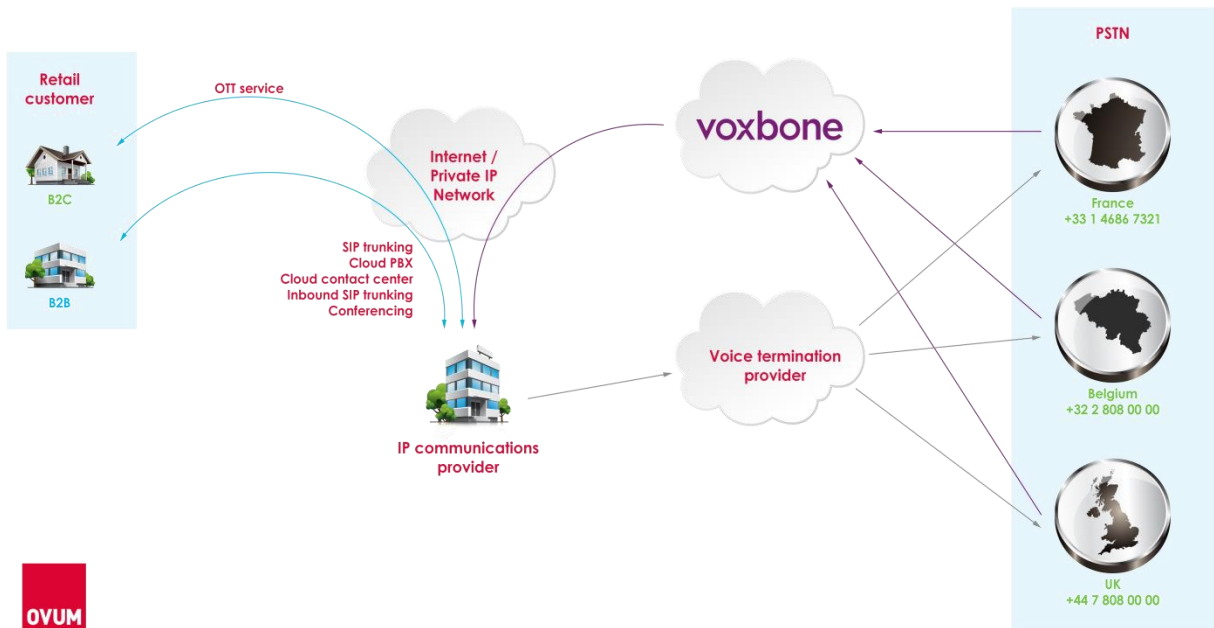 Retail
customer
B2C
B2B
OTT service
Internet /
Private IP
Network
SIP trunking
Cloud PBX
Cloud contact center
Inbound SIP trunking
Conferencing
IP communications
provider
voxbone
Voice termination
provider
PSTN
France
+33 1 4686 7321
Belgium
+32 2 808 00 00
UK
+44 7 808 00 00
OVUM